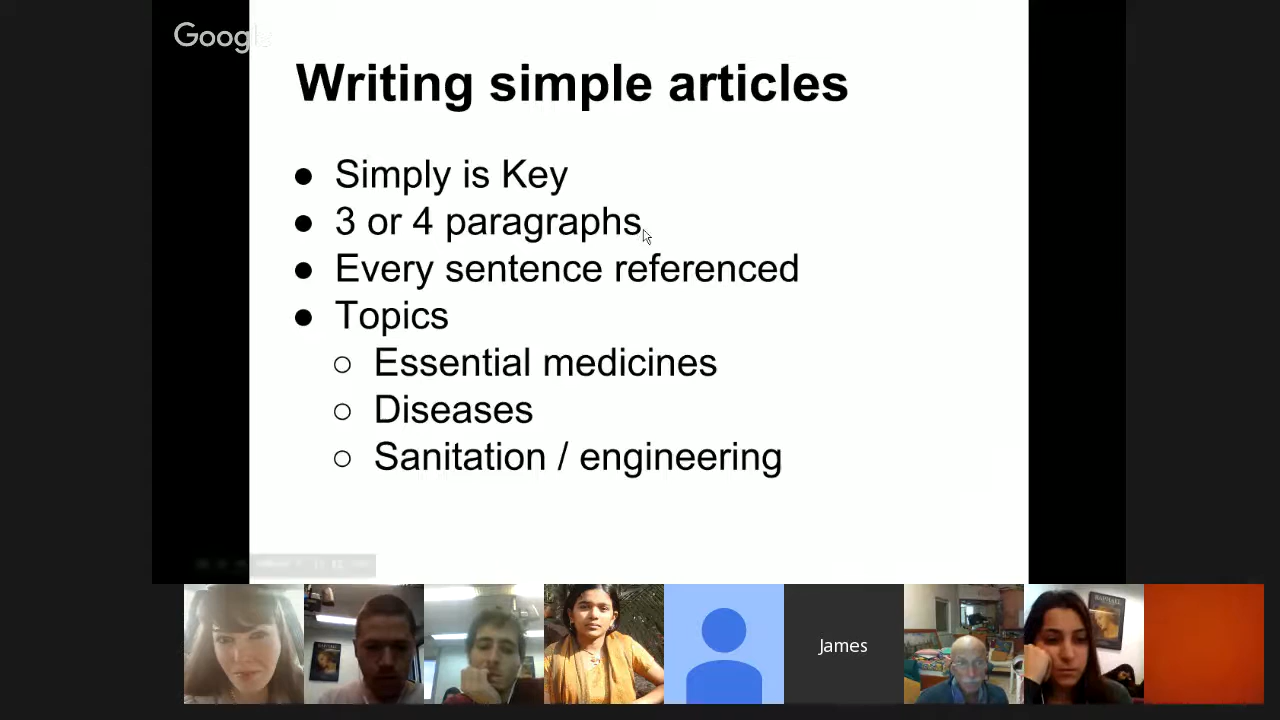 Google
Writing simple articles
● Simply is Key
● 3 or 4 paragraphs
● Every sentence referenced
● Topics
○ Essential medicines
○ Diseases
○ Sanitation / engineering
James